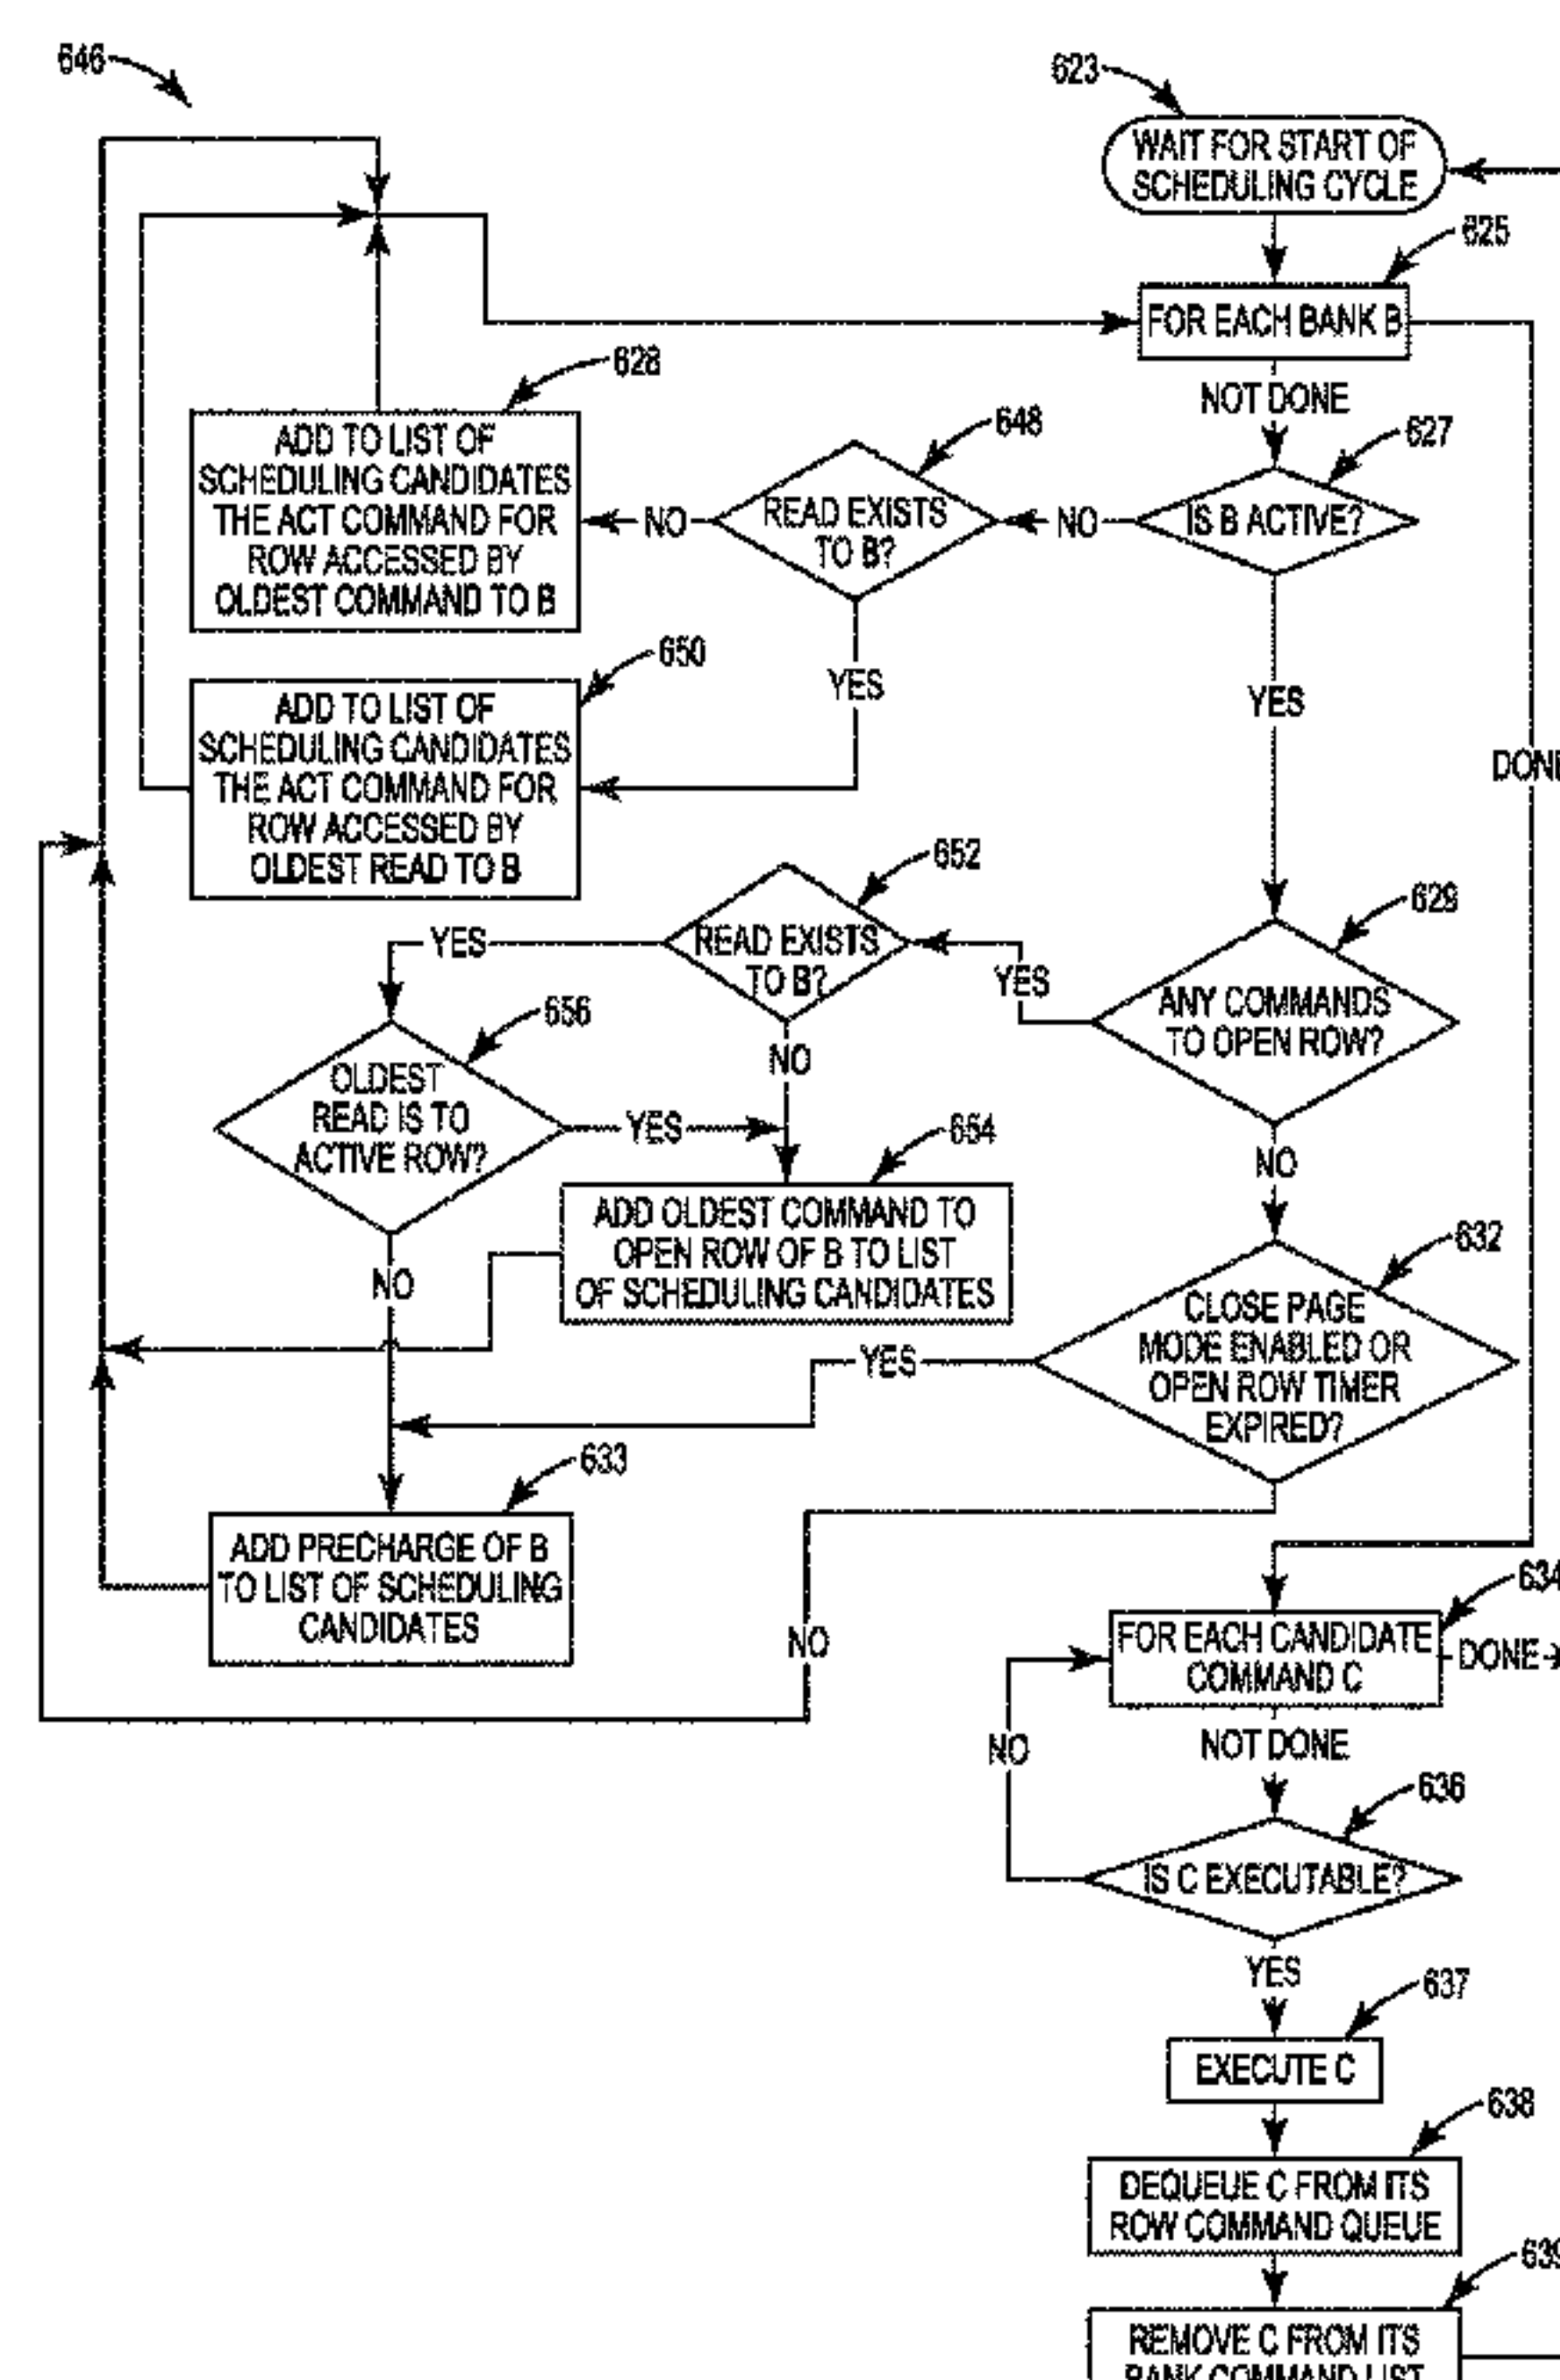 646
623
WAIT FOR START OF
SCHEDULING CYCLE
625
FOR EACH BANK B
NOT DONE
628
648
627
ADD TO LIST OF
SCHEDULING CANDIDATES
THE ACT COMMAND FOR
ROW ACCESSED BY
OLDEST COMMAND TO B
NO
READ EXISTS
TO B?
NO
IS B ACTIVE?
650
YES
YES
ADD TO LIST OF
SCHEDULING CANDIDATES
THE ACT COMMAND FOR
ROW ACCESSED BY
OLDEST READ TO B
DONE
652
629
YES
READ EXISTS
TO B?
YES
ANY COMMANDS
TO OPEN ROW?
656
NO
OLDEST
READ IS TO
ACTIVE ROW?
YES
654
NO
ADD OLDEST COMMAND TO
OPEN ROW OF B TO LIST
OF SCHEDULING CANDIDATES
632
NO
CLOSE PAGE
MODE ENABLED OR
OPEN ROW TIMER
EXPIRED?
YES
633
ADD PRECHARGE OF B
TO LIST OF SCHEDULING
CANDIDATES
NO
634
FOR EACH CANDIDATE
COMMAND C
DONE
NO
NOT DONE
636
IS C EXECUTABLE?
YES
637
EXECUTE C
638
DEQUEUE C FROM ITS
ROW COMMAND QUEUE
639
REMOVE C FROM ITS
BANK COMMAND LIST